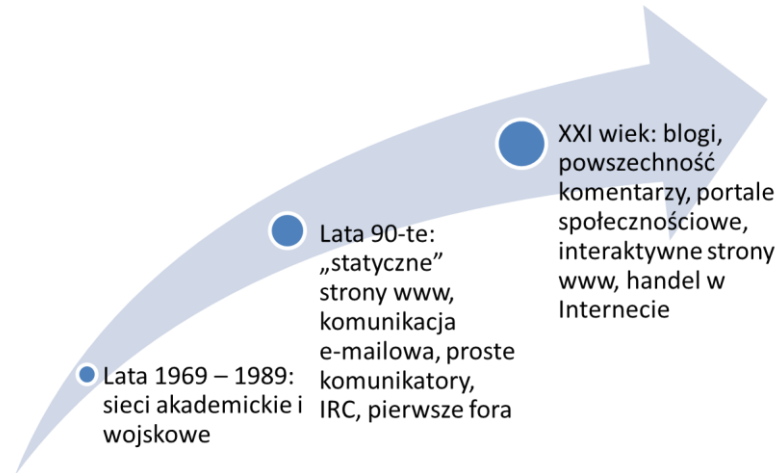 Lata 1969 – 1989:
sieci akademickie i
wojskowe
Lata 90-te:
„statyczne”
strony www,
komunikacja
e-mailowa, proste
komunikatory,
IRC, pierwsze fora
XXI wiek: blogi,
powszechność
komentarzy, portale
społecznościowe,
interaktywne strony
www, handel w
Internecie